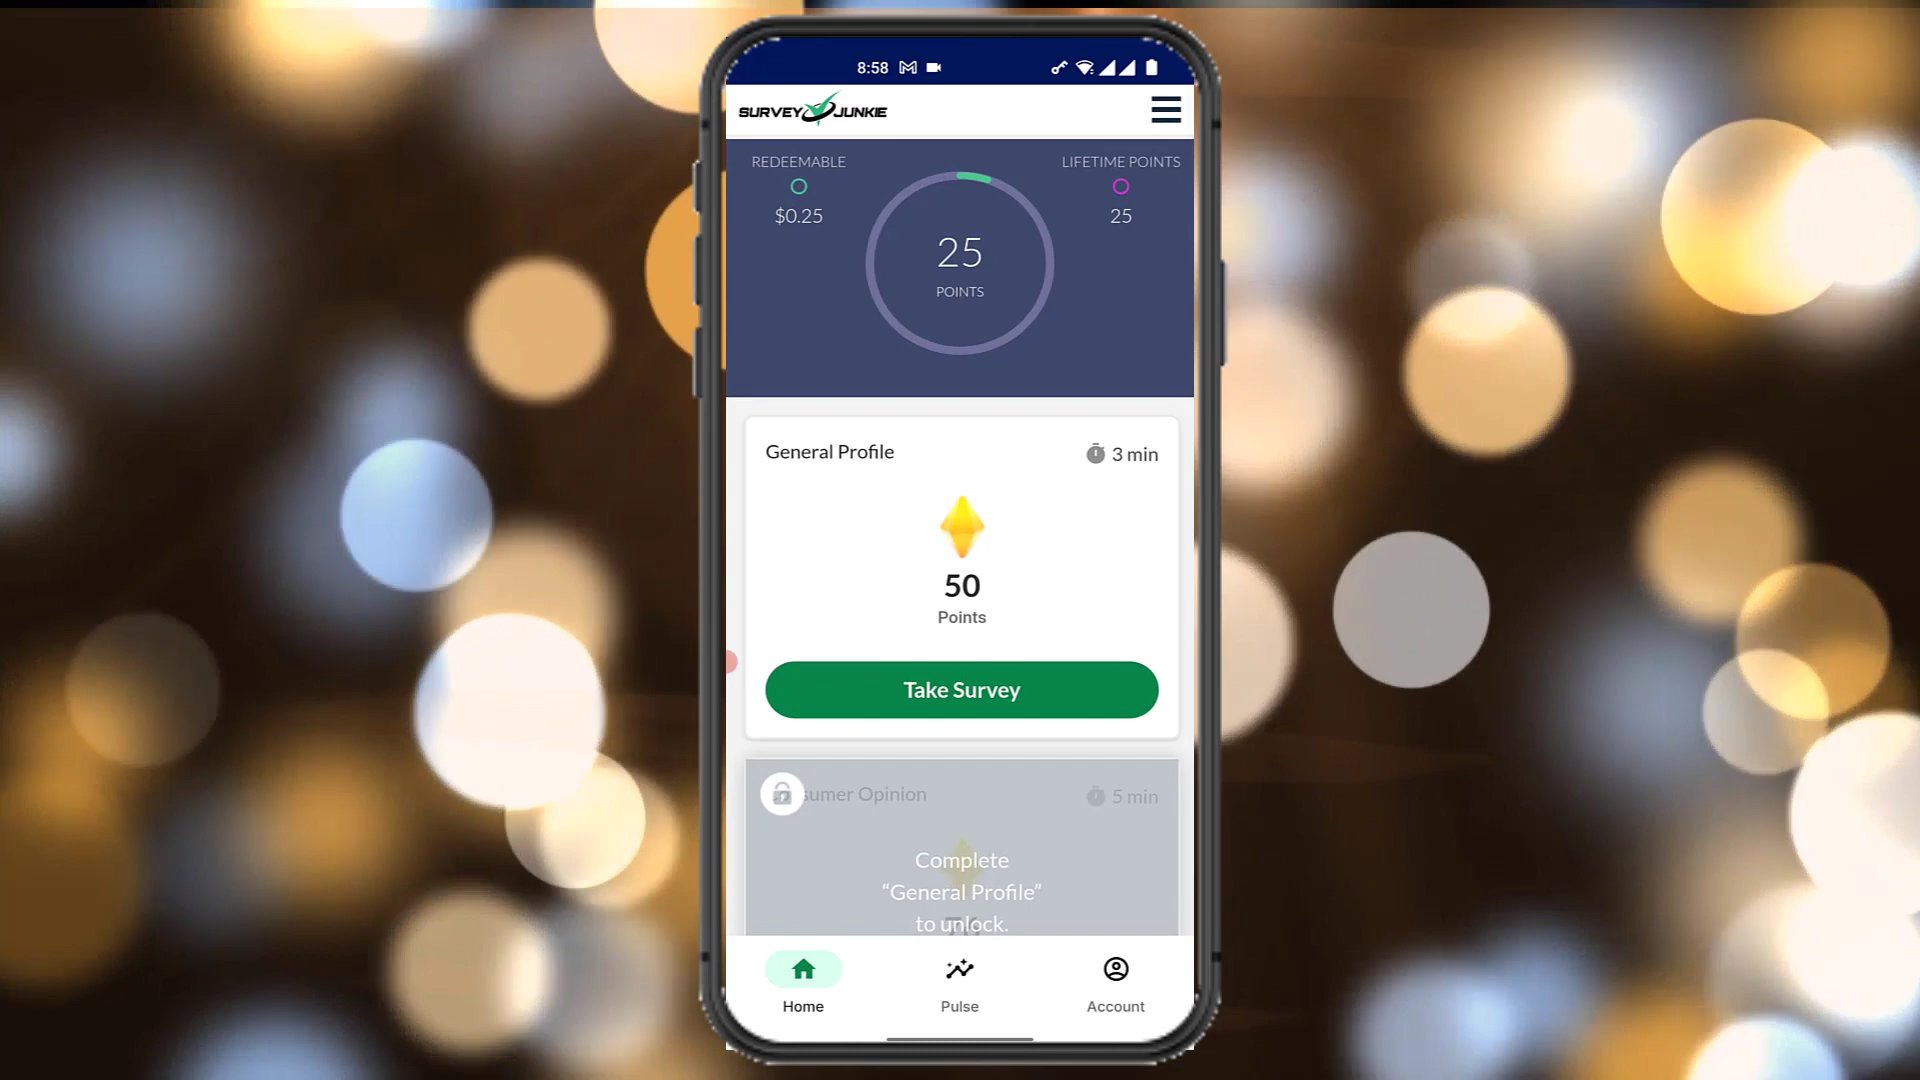 8:58
SURVEY JUNKIE
REDEEMABLE
$0.25
LIFETIME POINTS
25
25
POINTS
General Profile
3 min
50
Points
Take Survey
sumer Opinion
5 min
Complete
“General Profile”
to unlock.
Home
Pulse
Account